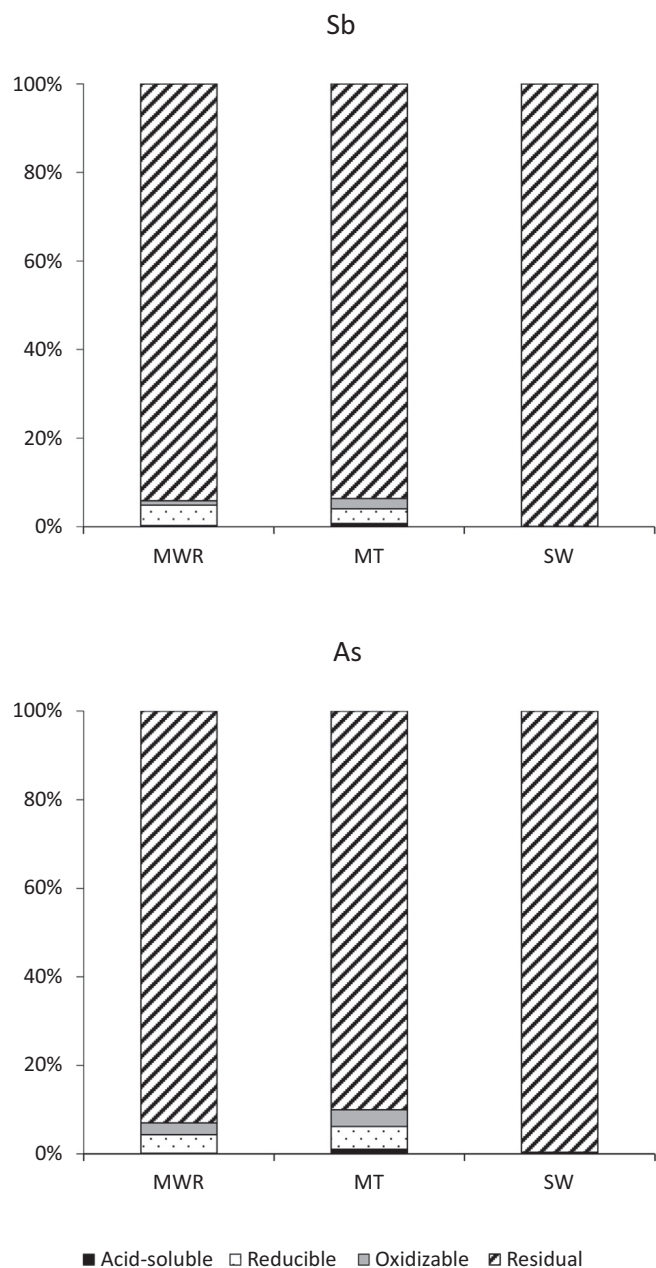 Sb
100%
80%
60%
40%
20%
0%
MWR MT SW
As
100%
80%
60%
40%
20%
0%
MWR MT SW
Acid-soluble Reducible Oxidizable Residual